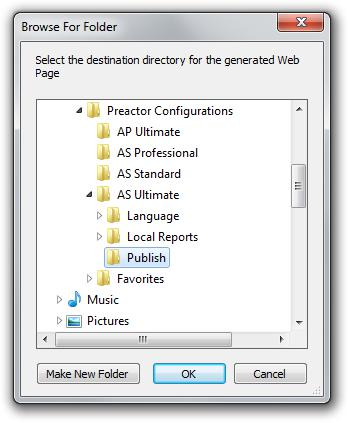 Browse For Folder
Select the destination directory for the generated Web
Page
Preactor Configurations
AP Ultimate
AS Professional
AS Standard
AS Ultimate
Language
Local Reports
Publish
Favorites
Music
Pictures
Make New Folder
OK
Cancel